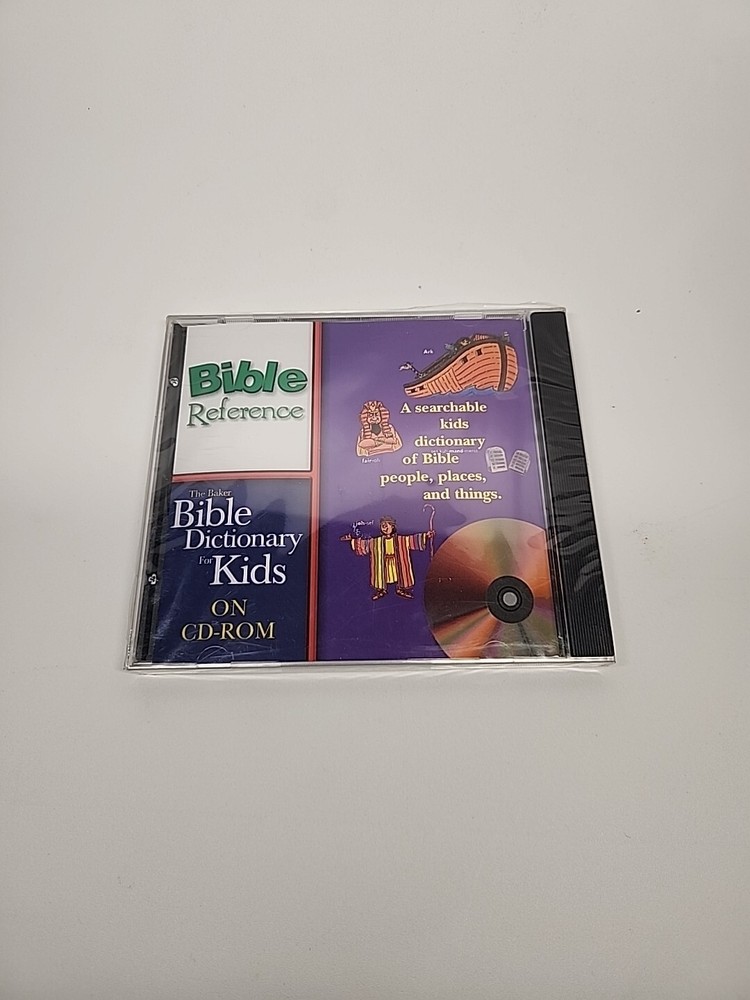 Bible
Reference
The Baker
Bible
Dictionary
For Kids
ON
CD-ROM
Ark
A searchable
kids
dictionary
of Bible
people, places,
and things.